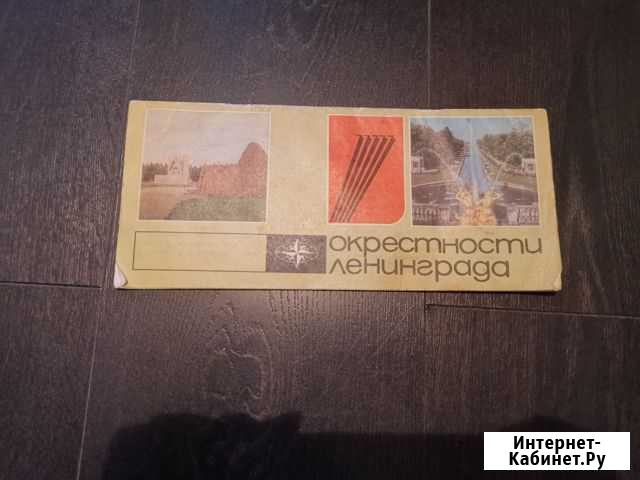 окрестности
ленинграда
Интернет-
Кабинет.Ру